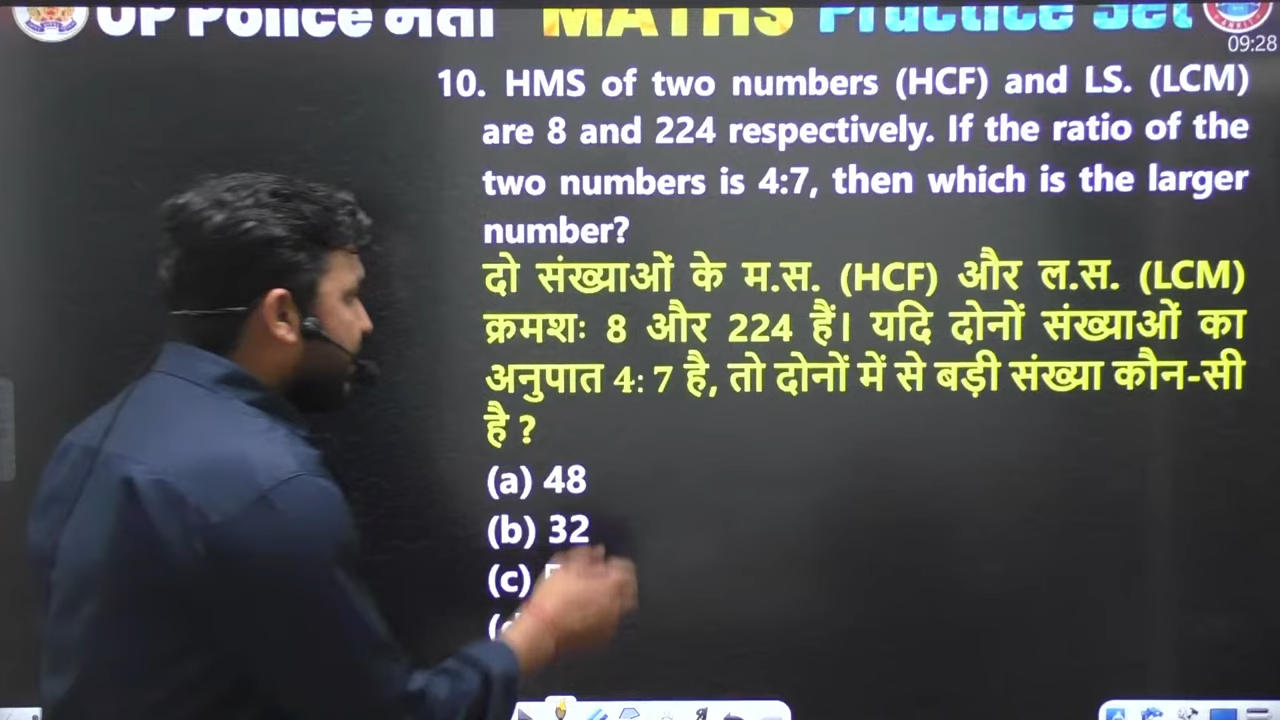 UP Police भर्ती MATHS Practice Set
09:28
10. HMS of two numbers (HCF) and LS. (LCM)
are 8 and 224 respectively. If the ratio of the
two numbers is 4:7, then which is the larger
number?
दो संख्याओं के म.स. (HCF) और ल.स. (LCM)
क्रमशः 8 और 224 हैं। यदि दोनों संख्याओं का
अनुपात 4: 7 है, तो दोनों में से बड़ी संख्या कौन-सी
है ?
(a) 48
(b) 32
(c)